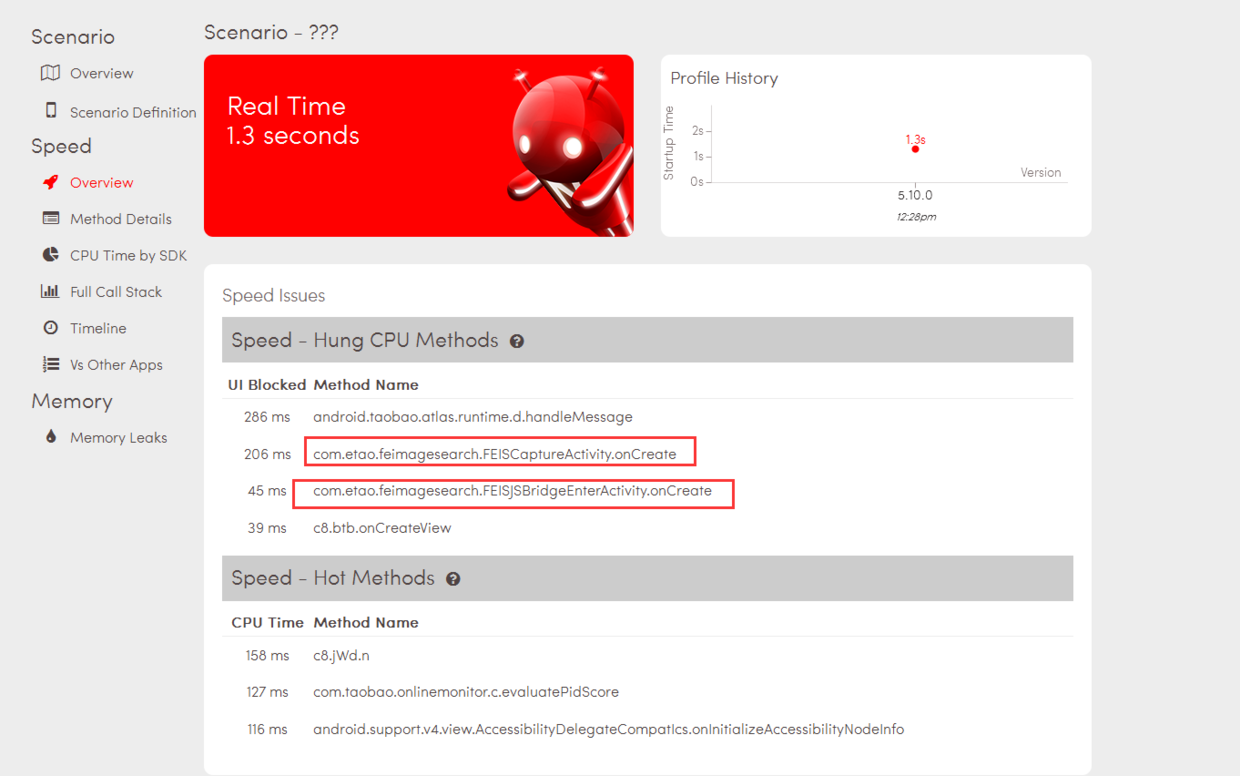 Scenario
Overview
Scenario Definition
Speed
Overview
Method Details
CPU Time by SDK
Full Call Stack
Timeline
Vs Other Apps
Memory
Memory Leaks
Scenario - ???
Real Time
1.3 seconds
Profile History
Startup Time
2s
1s
0s
1.3s
Version
5.10.0
12:28pm
Speed Issues
Speed - Hung CPU Methods ?
UI Blocked Method Name
286 ms android.taobao.atlas.runtime.d.handleMessage
206 ms com.etao.feimagesearch.FEISCaptureActivity.onCreate
45 ms com.etao.feimagesearch.FEISJSBridgeEnterActivity.onCreate
39 ms c8.btb.onCreateView
Speed - Hot Methods ?
CPU Time Method Name
158 ms c8.jWd.n
127 ms com.taobao.onlinemonitor.c.evaluatePidScore
116 ms android.support.v4.view.AccessibilityDelegateCompatIcs.onInitializeAccessibilityNodeInfo